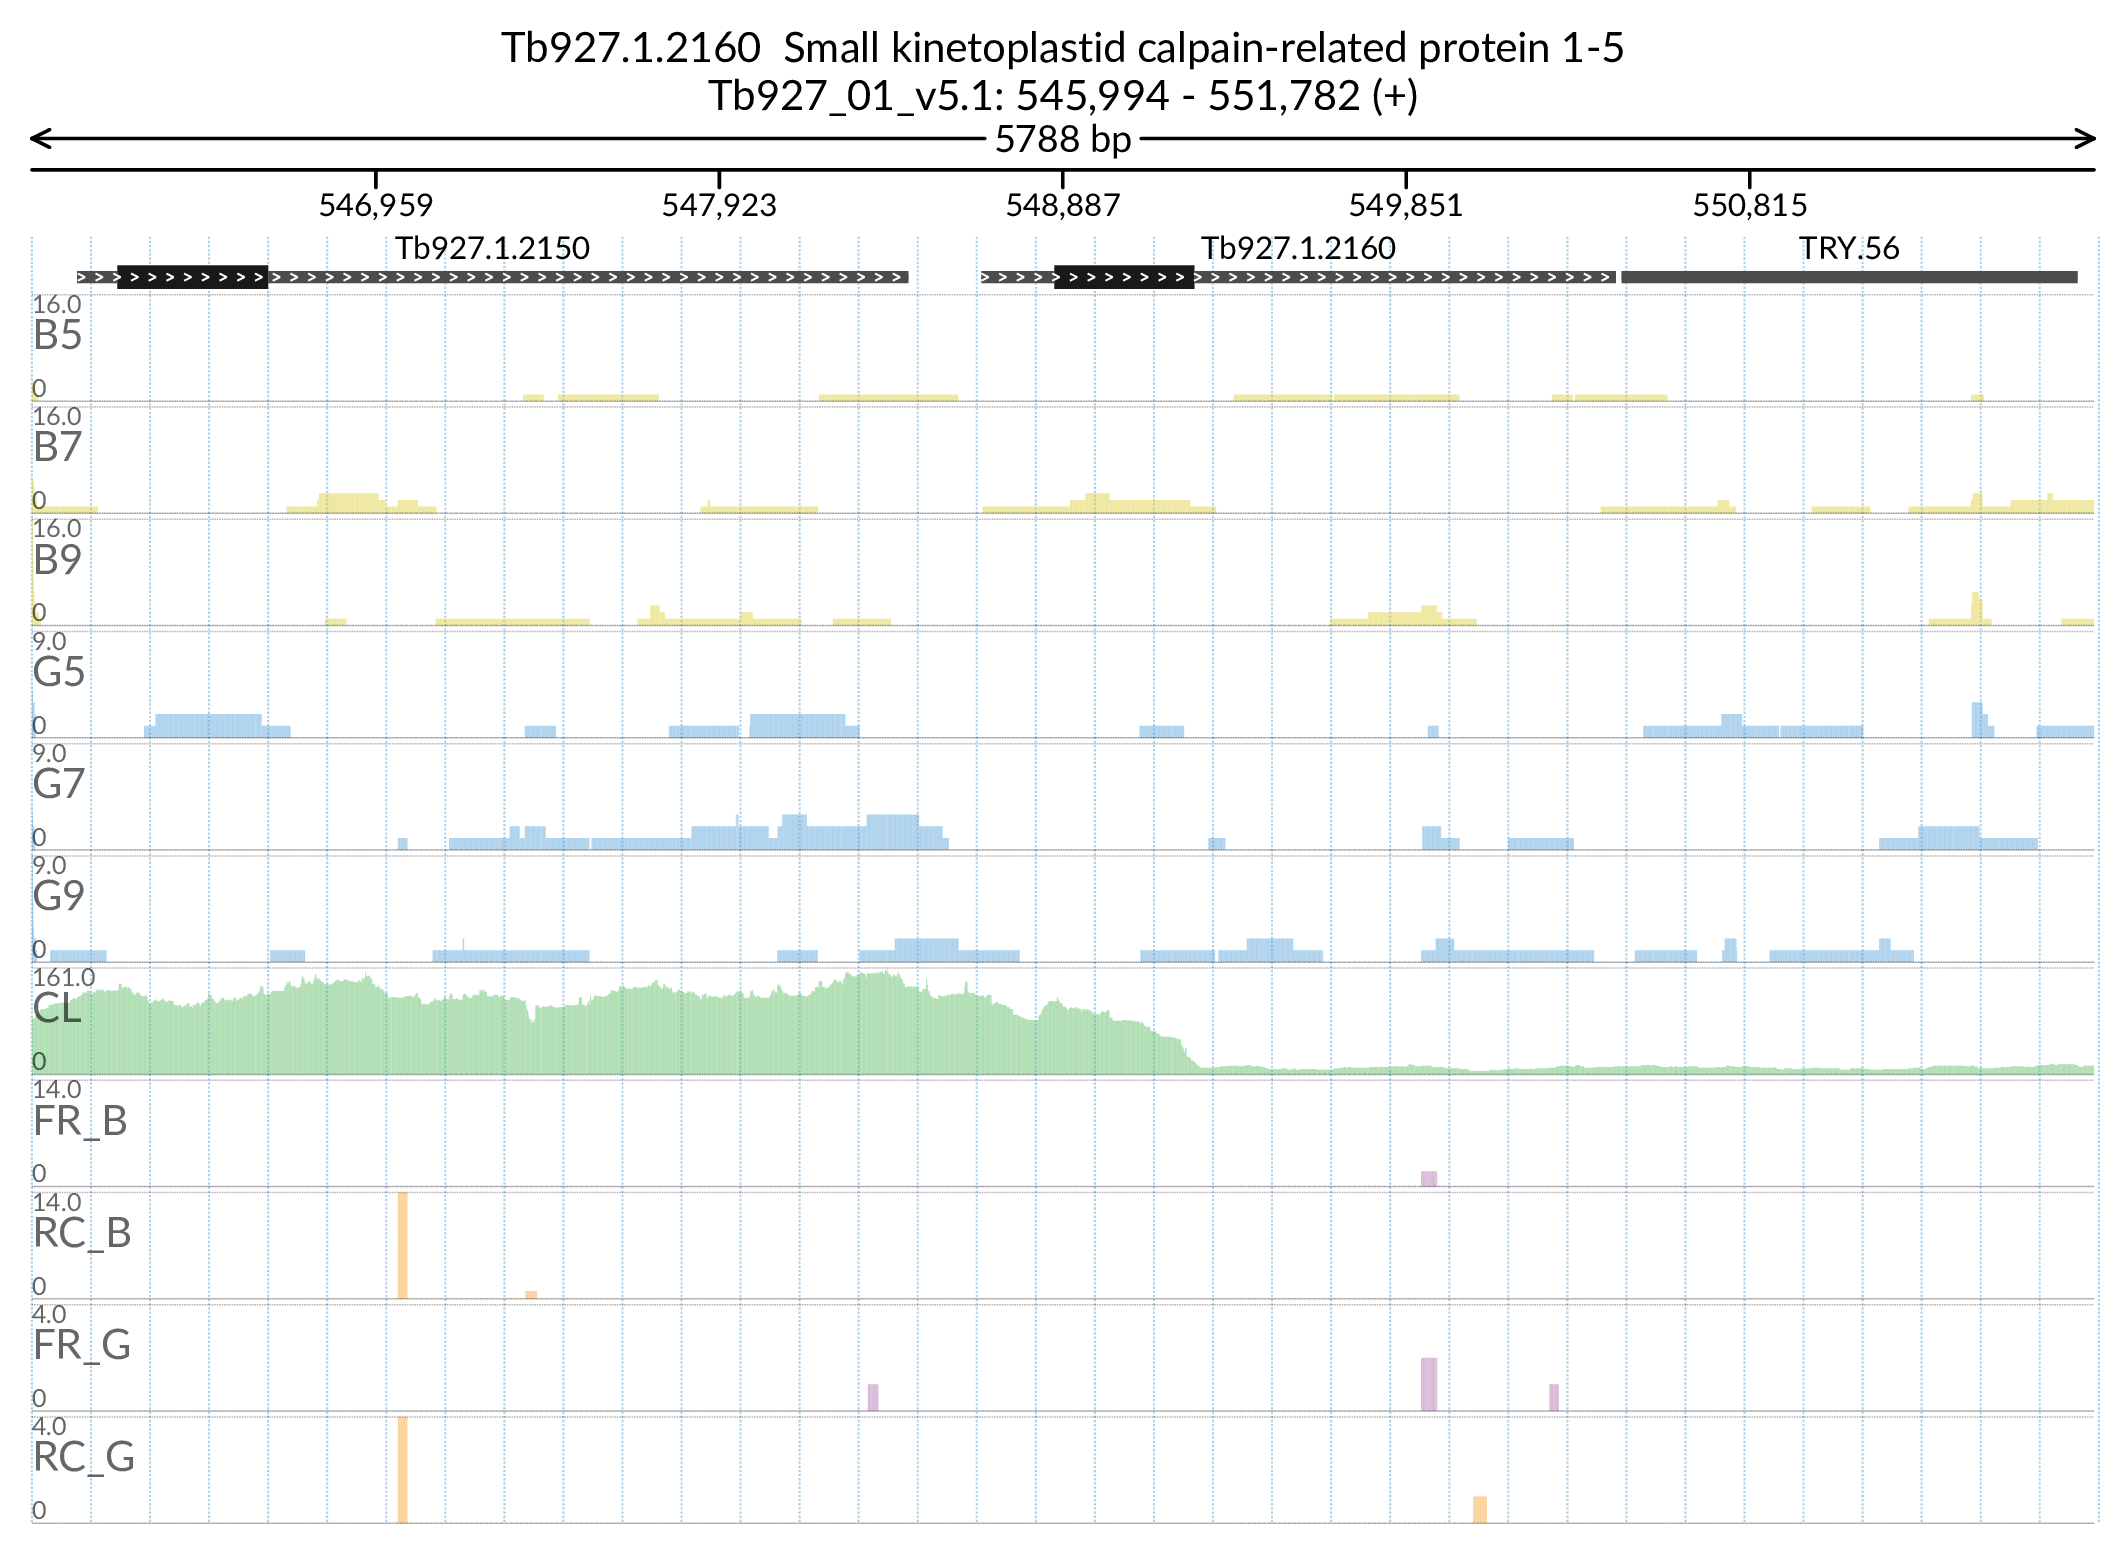 Tb927.1.2160  Small kinetoplastid calpain-related protein 1-5
Tb927_01_v5.1: 545,994 - 551,782 (+)
5788 bp
546,959 547,923 548,887 549,851 550,815
Tb927.1.2150 Tb927.1.2160 TRY.56
16.0
B5
0
16.0
B7
0
16.0
B9
0
9.0
G5
0
9.0
G7
0
9.0
G9
0
161.0
CL
0
14.0
FR_B
0
14.0
RC_B
0
4.0
FR_G
0
4.0
RC_G
0